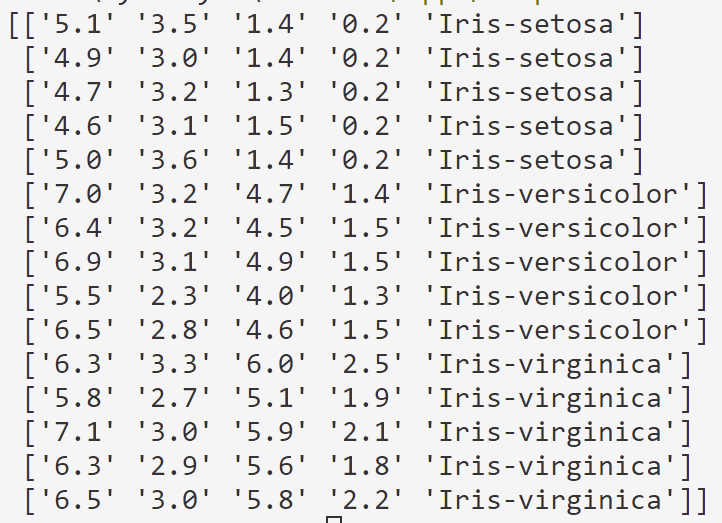 [['5.1' '3.5' '1.4' '0.2' 'Iris-setosa']
['4.9' '3.0' '1.4' '0.2' 'Iris-setosa']
['4.7' '3.2' '1.3' '0.2' 'Iris-setosa']
['4.6' '3.1' '1.5' '0.2' 'Iris-setosa']
['5.0' '3.6' '1.4' '0.2' 'Iris-setosa']
['7.0' '3.2' '4.7' '1.4' 'Iris-versicolor']
['6.4' '3.2' '4.5' '1.5' 'Iris-versicolor']
['6.9' '3.1' '4.9' '1.5' 'Iris-versicolor']
['5.5' '2.3' '4.0' '1.3' 'Iris-versicolor']
['6.5' '2.8' '4.6' '1.5' 'Iris-versicolor']
['6.3' '3.3' '6.0' '2.5' 'Iris-virginica']
['5.8' '2.7' '5.1' '1.9' 'Iris-virginica']
['7.1' '3.0' '5.9' '2.1' 'Iris-virginica']
['6.3' '2.9' '5.6' '1.8' 'Iris-virginica']
['6.5' '3.0' '5.8' '2.2' 'Iris-virginica']]